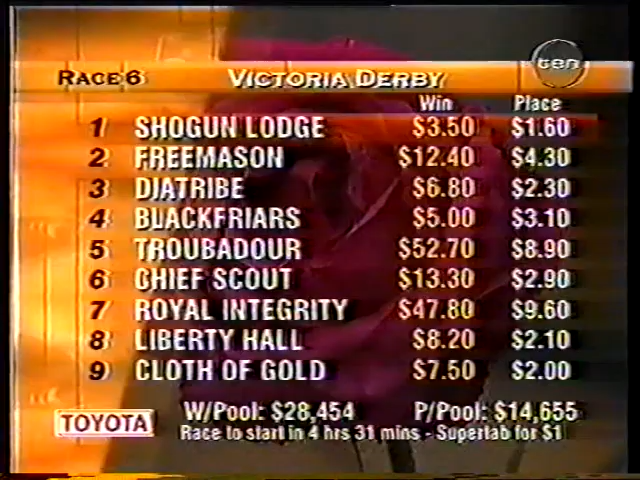 RACE 6 VICTORIA DERBY ten
Win Place
1 SHOGUN LODGE $3.50 $1.60
2 FREEMASON $12.40 $4.30
3 DIATRIBE $6.80 $2.30
4 BLACKFRIARS $5.00 $3.10
5 TROUBADOUR $52.70 $8.90
6 CHIEF SCOUT $13.30 $2.90
7 ROYAL INTEGRITY $47.80 $9.60
8 LIBERTY HALL $8.20 $2.10
9 CLOTH OF GOLD $7.50 $2.00
TOYOTA W/Pool: $28,454 P/Pool: $14,655
Race to start in 4 hrs 31 mins - Supertab for $1